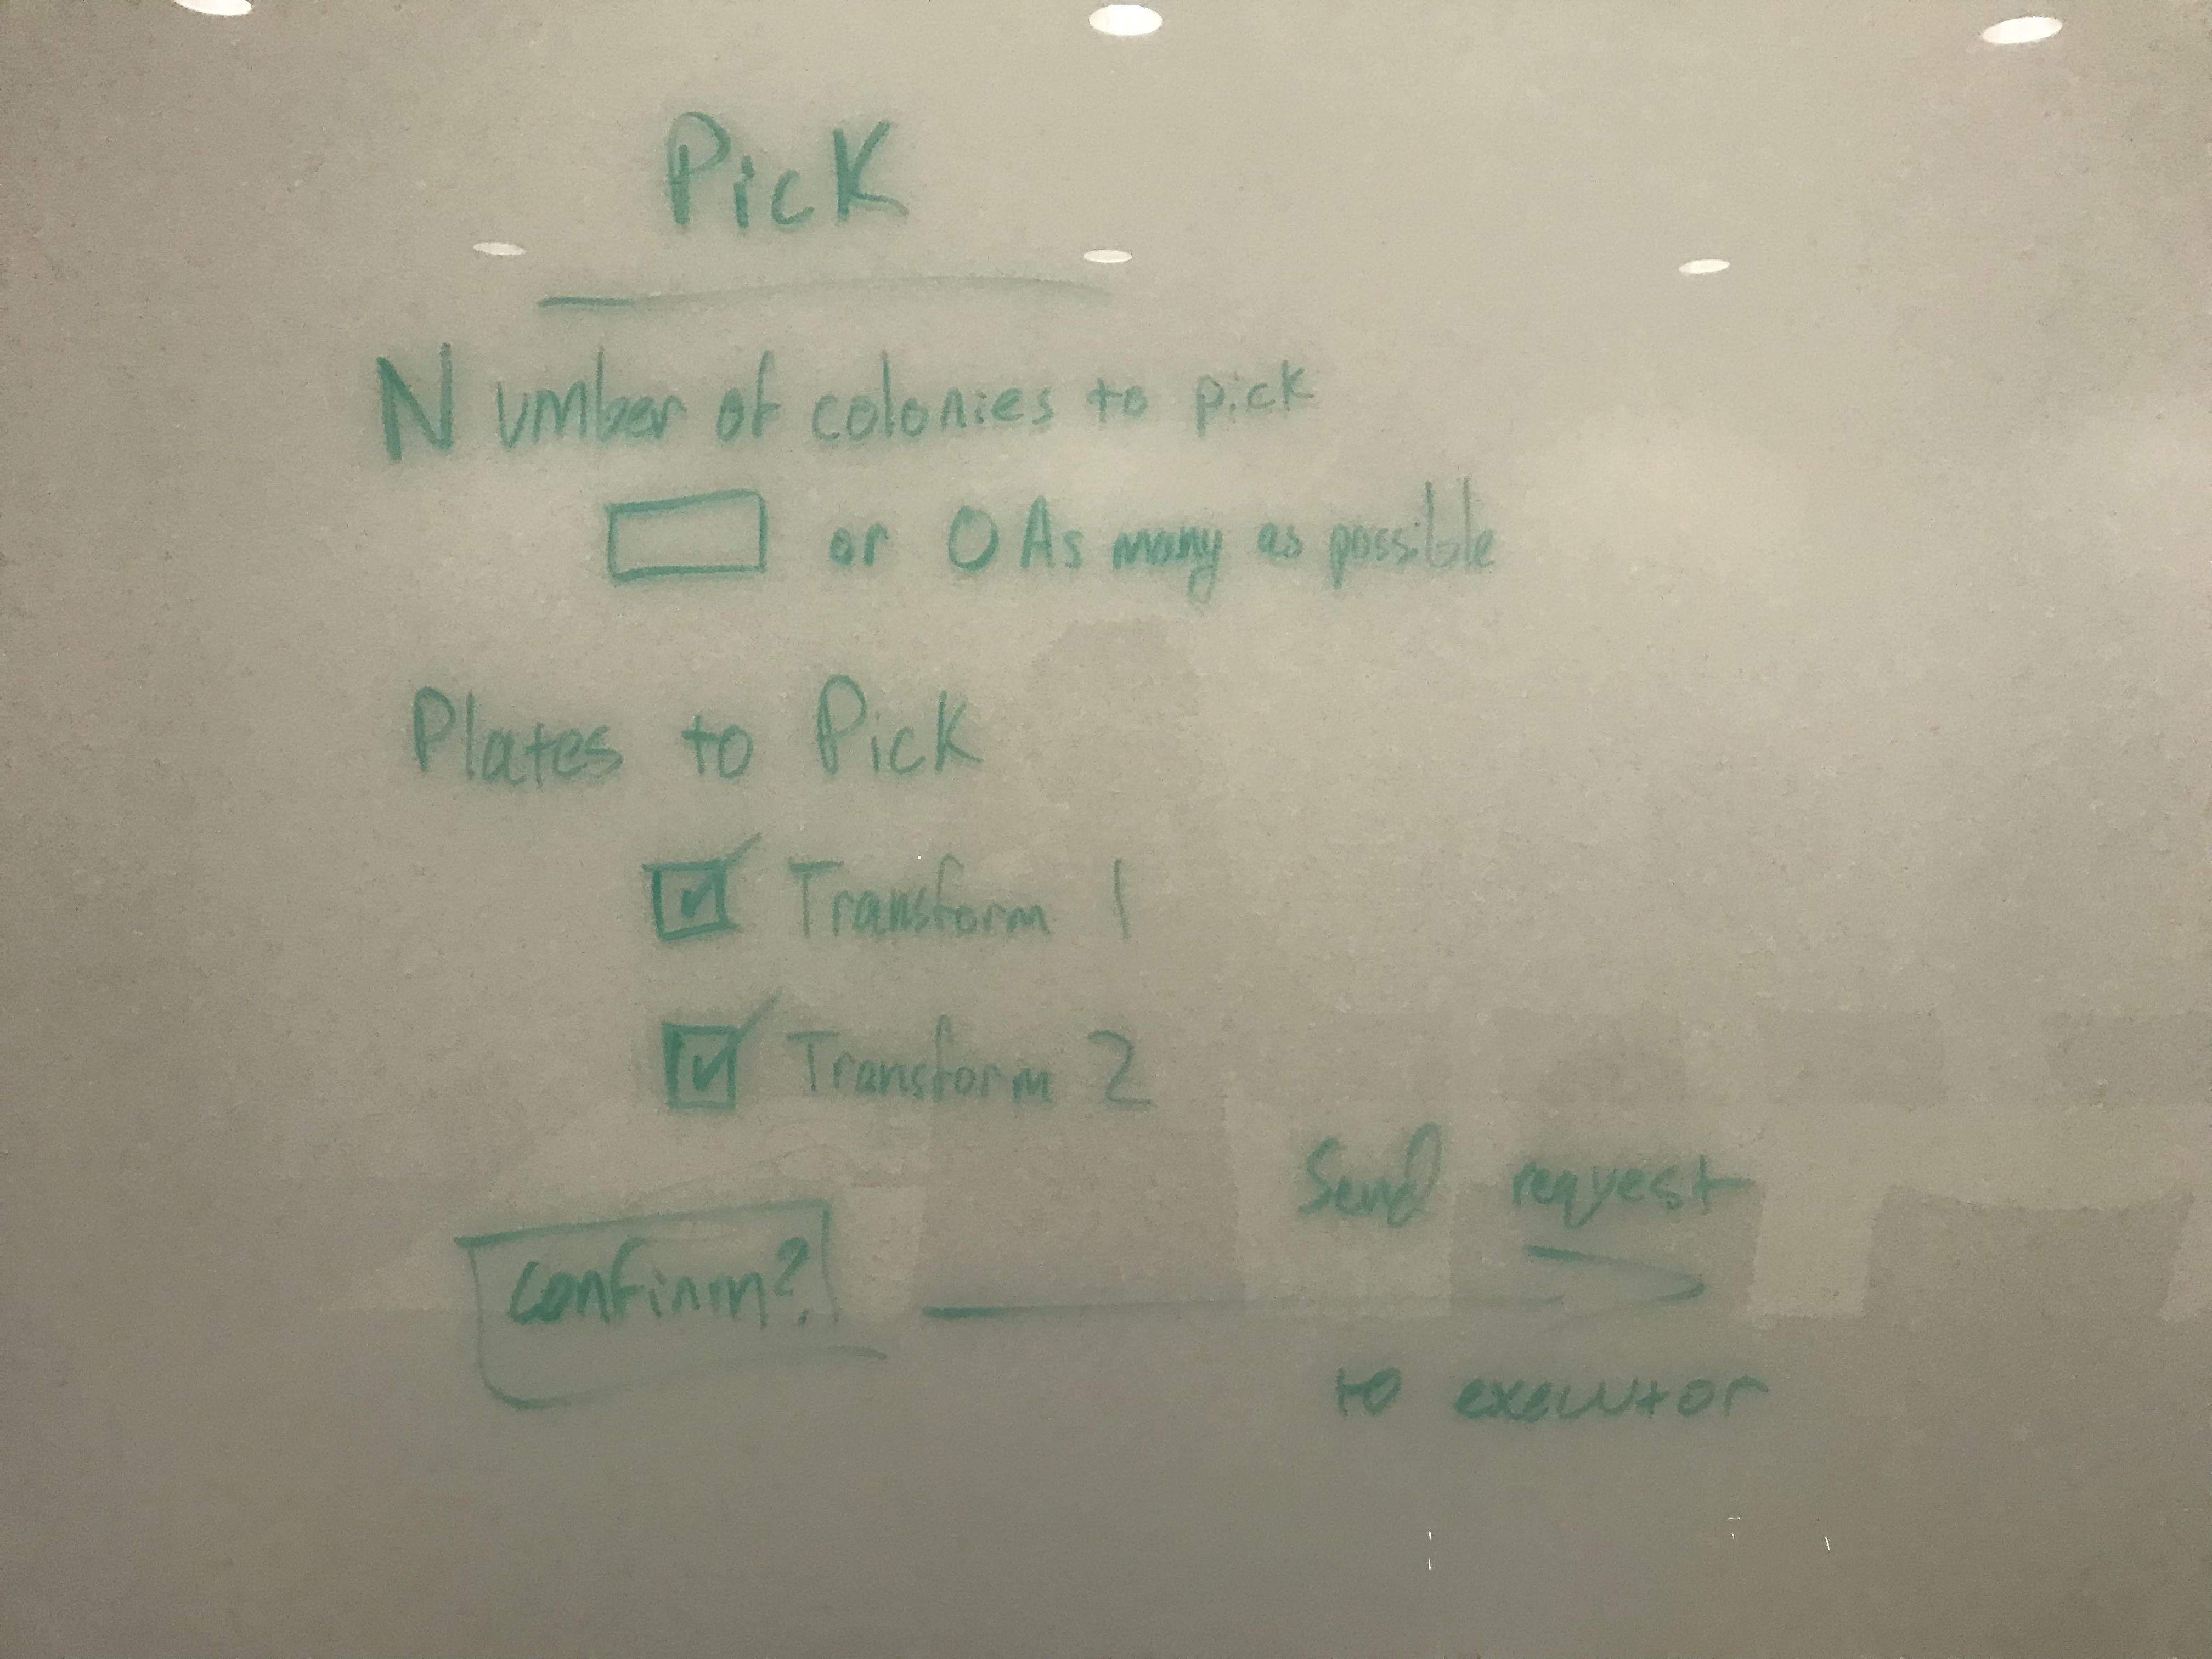 Pick
Number of colonies to pick
or O As many as possible
Plates to Pick
Transform 1
Transform 2
Send request
confirm?
to executor